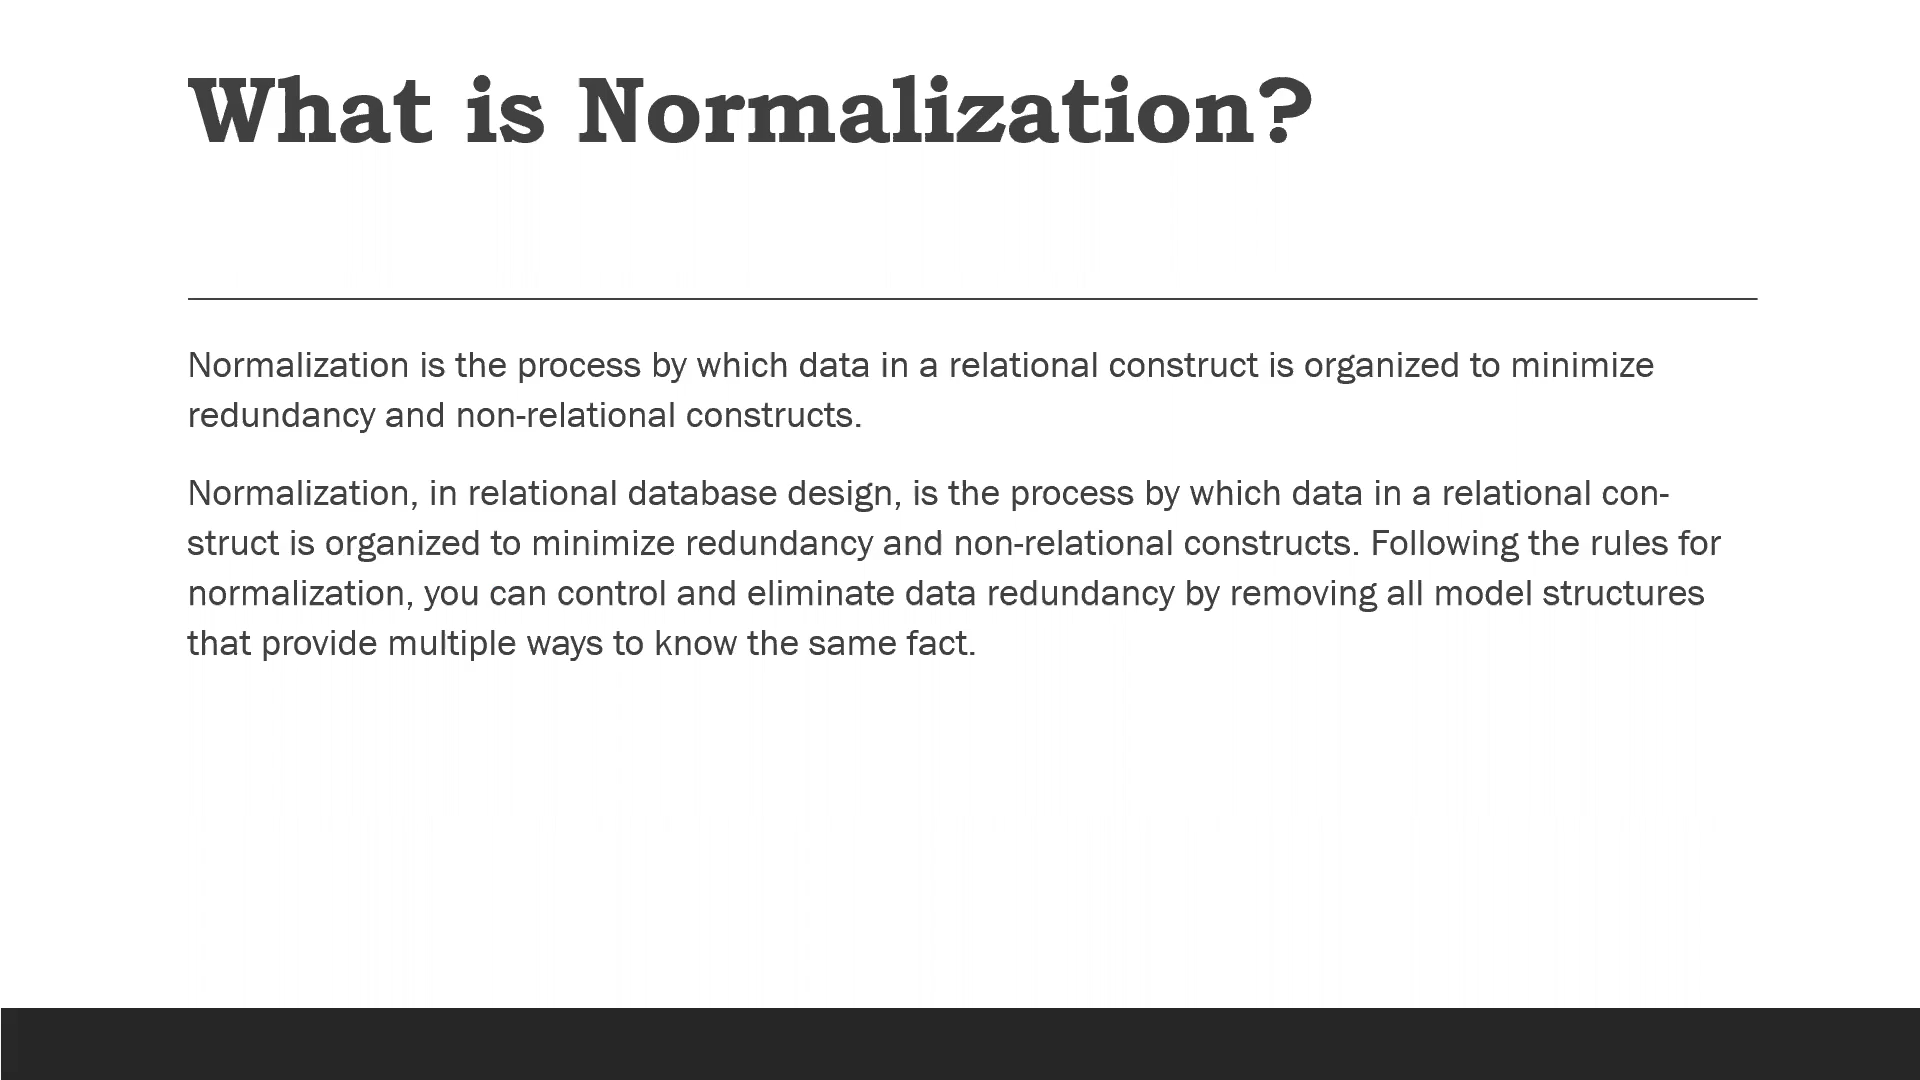 What is Normalization?
Normalization is the process by which data in a relational construct is organized to minimize
redundancy and non-relational constructs.
Normalization, in relational database design, is the process by which data in a relational con-
struct is organized to minimize redundancy and non-relational constructs. Following the rules for
normalization, you can control and eliminate data redundancy by removing all model structures
that provide multiple ways to know the same fact.